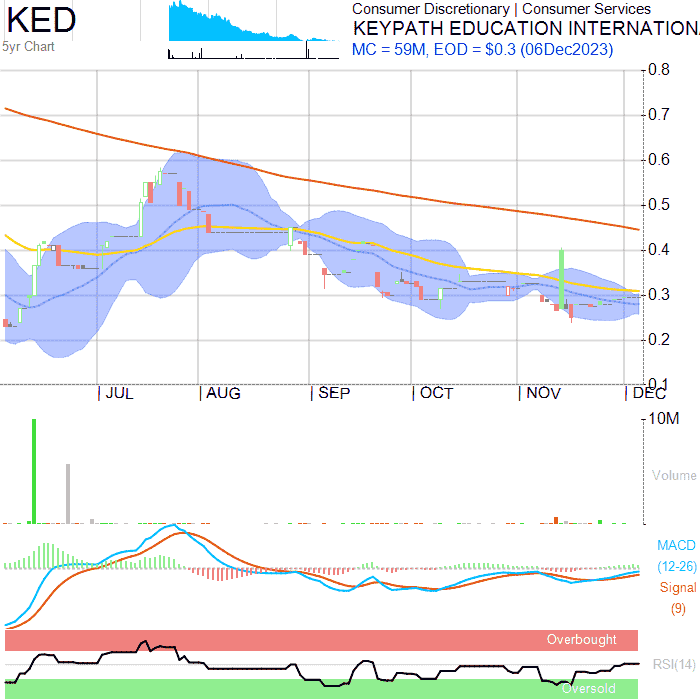 KED
5yr Chart
Consumer Discretionary | Consumer Services
KEYPATH EDUCATION INTERNATION
MC = 59M, EOD = $0.3 (06Dec2023)
0.8
0.7
0.6
0.5
0.4
0.3
0.2
0.1
JUL AUG SEP OCT NOV DEC
10M
Volume
MACD
(12-26)
Signal
(9)
Overbought
RSI(14)
Oversold